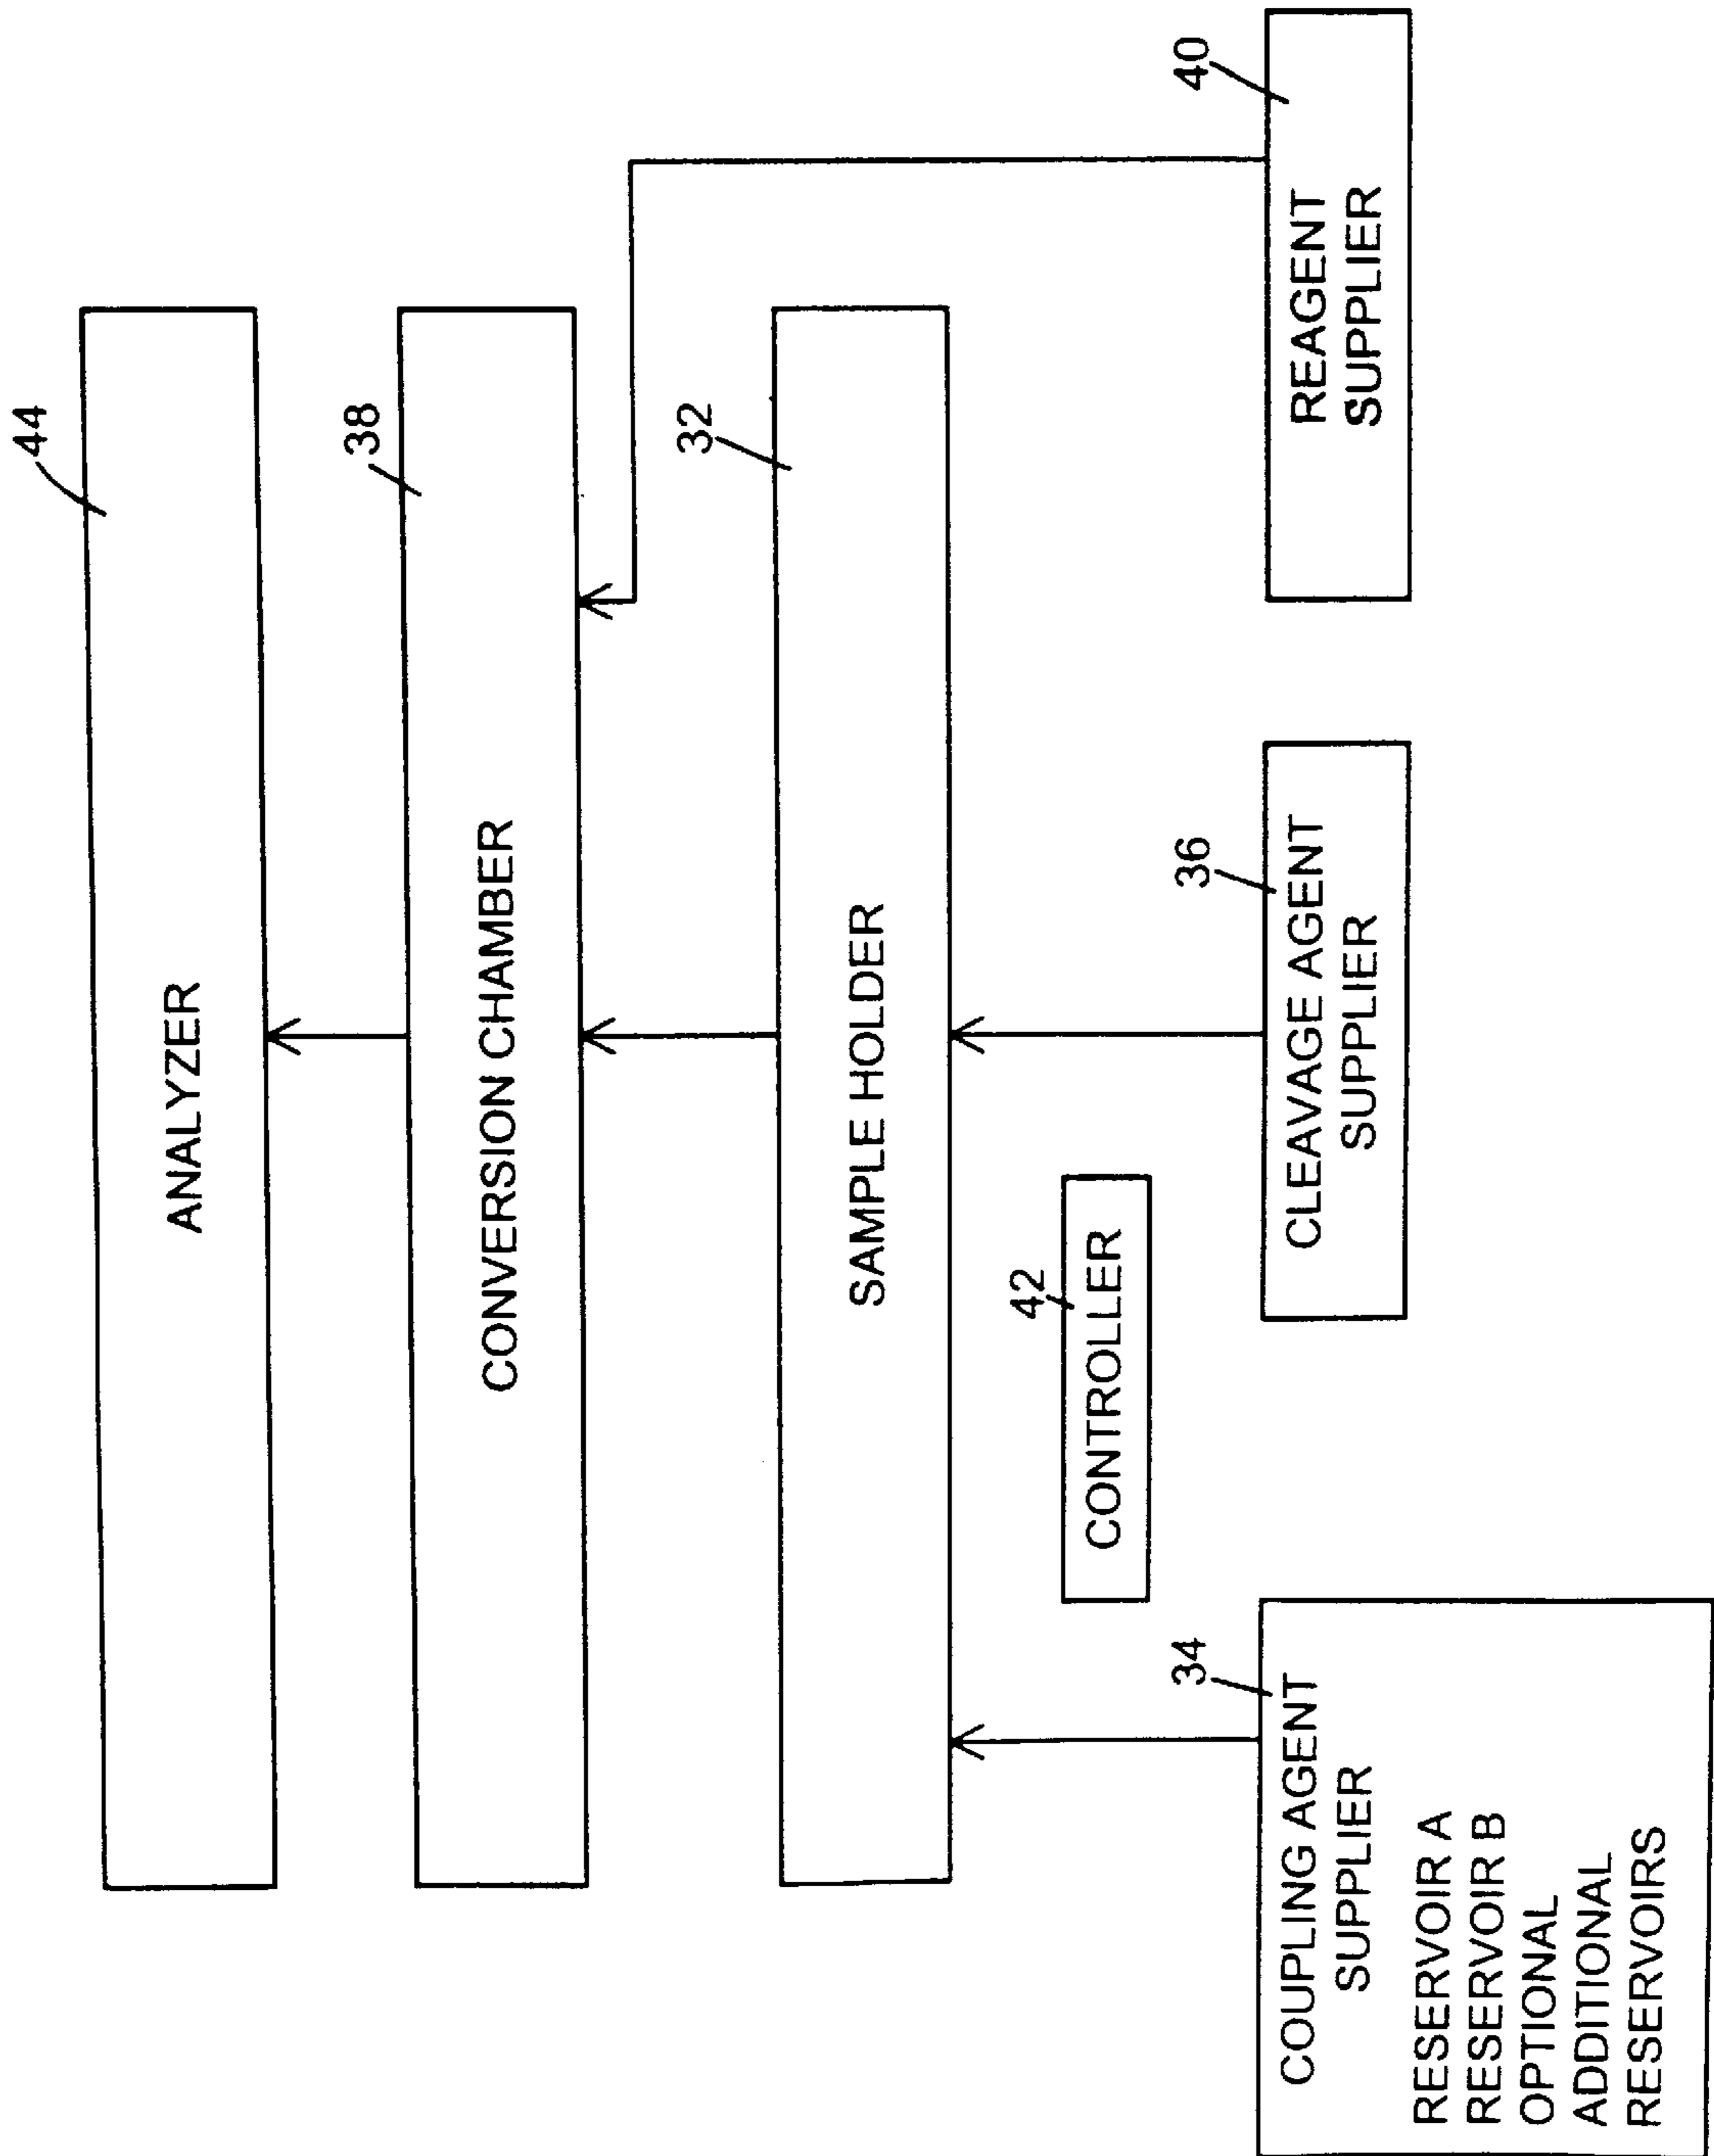 44
ANALYZER
38
CONVERSION CHAMBER
32
SAMPLE HOLDER
42
CONTROLLER
34
COUPLING AGENT
SUPPLIER
RESERVOIR A
RESERVOIR B
OPTIONAL
ADDITIONAL
RESERVOIRS
36
CLEAVAGE AGENT
SUPPLIER
40
REAGENT
SUPPLIER